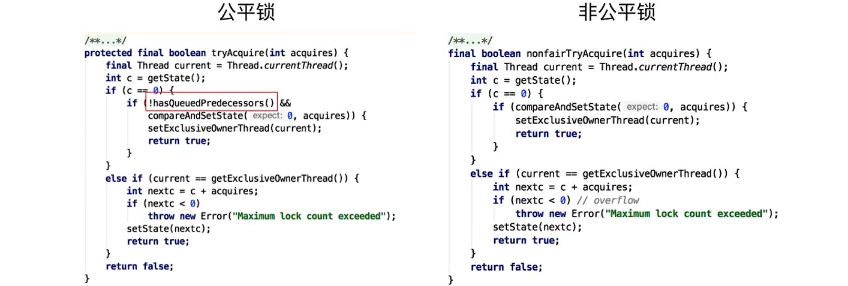 公平锁
/**...*/
protected final boolean tryAcquire(int acquires) {
    final Thread current = Thread.currentThread();
    int c = getState();
    if (c == 0) {
        if (!hasQueuedPredecessors() &&
            compareAndSetState( expect: 0, acquires)) {
            setExclusiveOwnerThread(current);
            return true;
        }
    }
    else if (current == getExclusiveOwnerThread()) {
        int nextc = c + acquires;
        if (nextc < 0)
            throw new Error("Maximum lock count exceeded");
        setState(nextc);
        return true;
    }
    return false;
}
非公平锁
/**...*/
final boolean nonfairTryAcquire(int acquires) {
    final Thread current = Thread.currentThread();
    int c = getState();
    if (c == 0) {
        if (compareAndSetState( expect: 0, acquires)) {
            setExclusiveOwnerThread(current);
            return true;
        }
    }
    else if (current == getExclusiveOwnerThread()) {
        int nextc = c + acquires;
        if (nextc < 0) // overflow
            throw new Error("Maximum lock count exceeded");
        setState(nextc);
        return true;
    }
    return false;
}